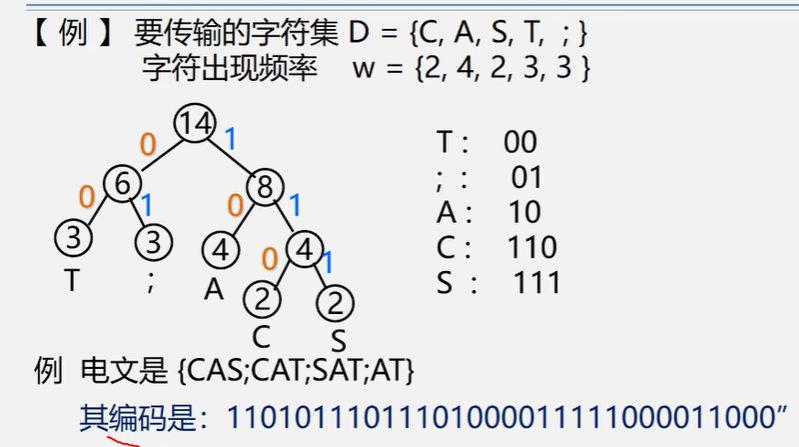 【 例 】 要传输的字符集 D = {C, A, S, T, ; }
字符出现频率 w = {2, 4, 2, 3, 3 }
14
0 1
6 8
0 1 0 1
3 3 4 4
T ; A 0 1
2 2
C S
T : 00
; : 01
A : 10
C : 110
S : 111
例 电文是 {CAS;CAT;SAT;AT}
其编码是：11010111011101000011111000011000”